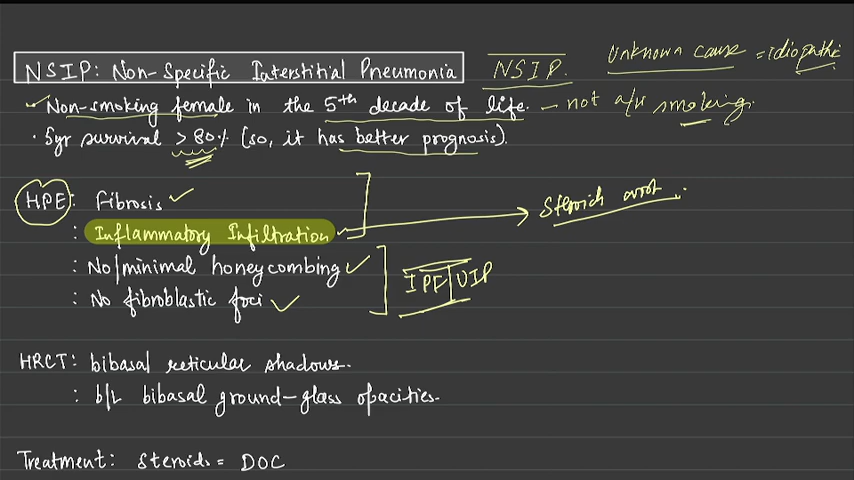 NSIP: Non-Specific Interstitial Pneumonia
NSIP.
Unknown cause = idiopathic
Non-smoking female in the 5th decade of life. - not a/w smoking.
5yr survival >80% (so, it has better prognosis).
HPE: Fibrosis
: Inflammatory Infiltration
Steroids
: No/minimal honeycombing
IPF/UIP
: No fibroblastic foci
HRCT: bibasal reticular shadows.
: b/L bibasal ground-glass opacities.
Treatment: Steroids = DOC